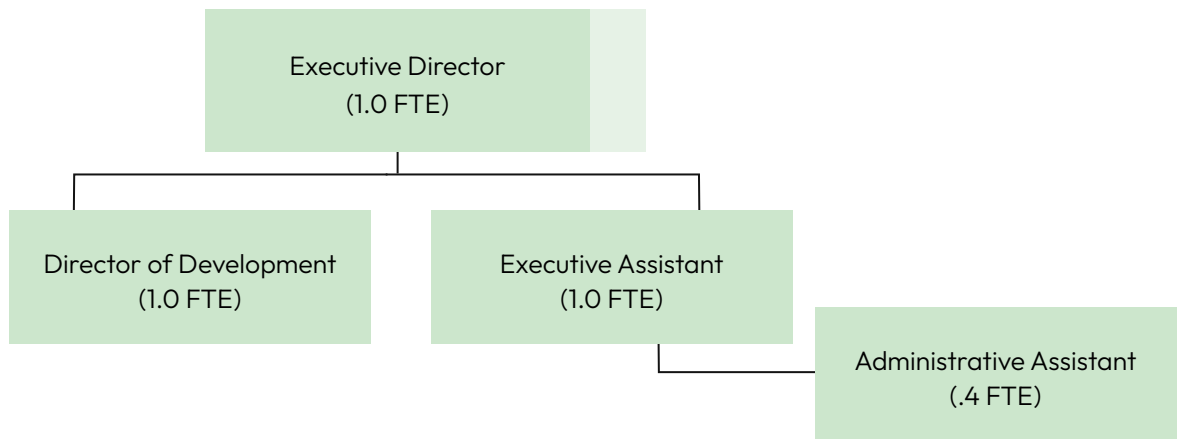 Executive Director
(1.0 FTE)
Director of Development
(1.0 FTE)
Executive Assistant
(1.0 FTE)
Administrative Assistant
(.4 FTE)